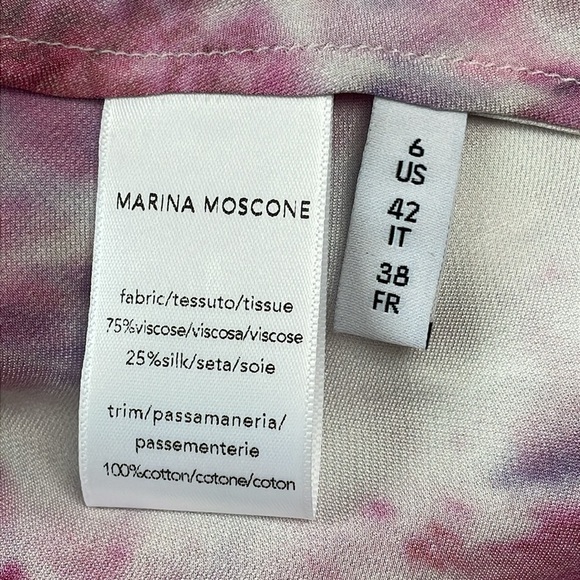 MARINA MOSCONE
fabric/tessuto/tissue
75%viscose/viscosa/viscose
25%silk/seta/soie
trim/passamaneria/
passementerie
100%cotton/cotone/coton
6
US
42
IT
38
FR